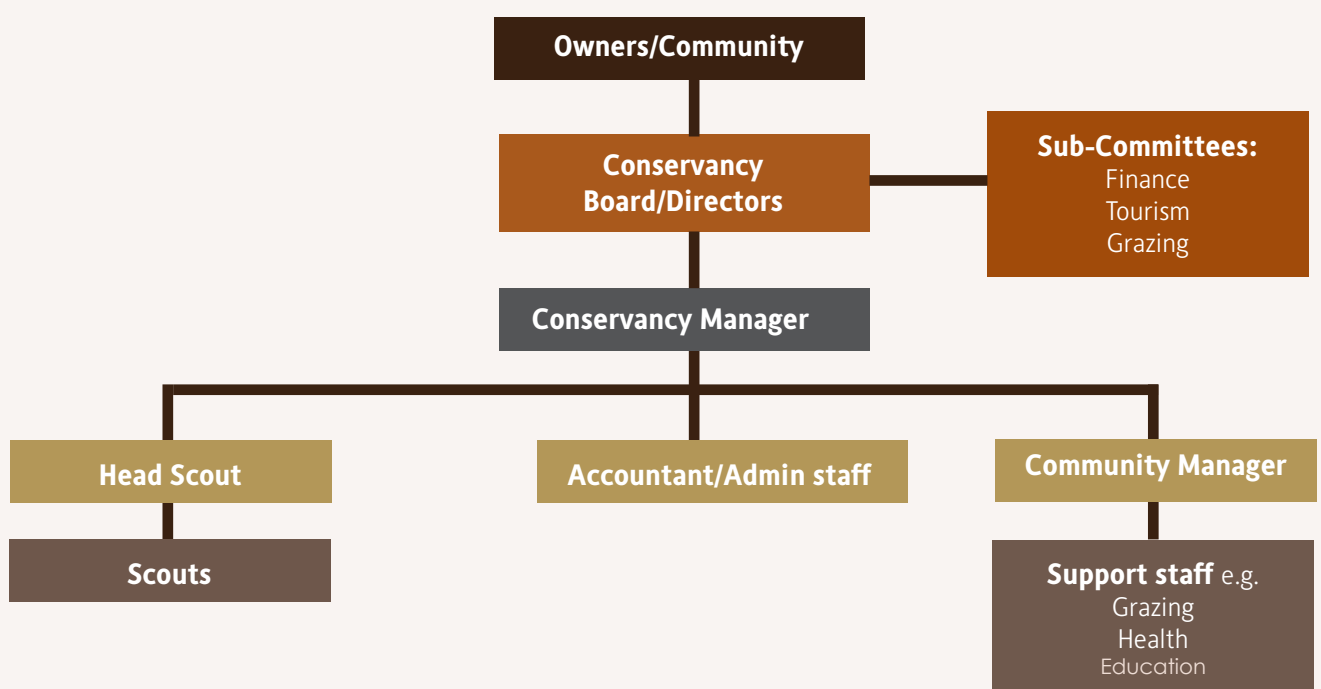 Owners/Community
Conservancy
Board/Directors
Sub-Committees:
Finance
Tourism
Grazing
Conservancy Manager
Head Scout
Accountant/Admin staff
Community Manager
Scouts
Support staff e.g.
Grazing
Health
Education